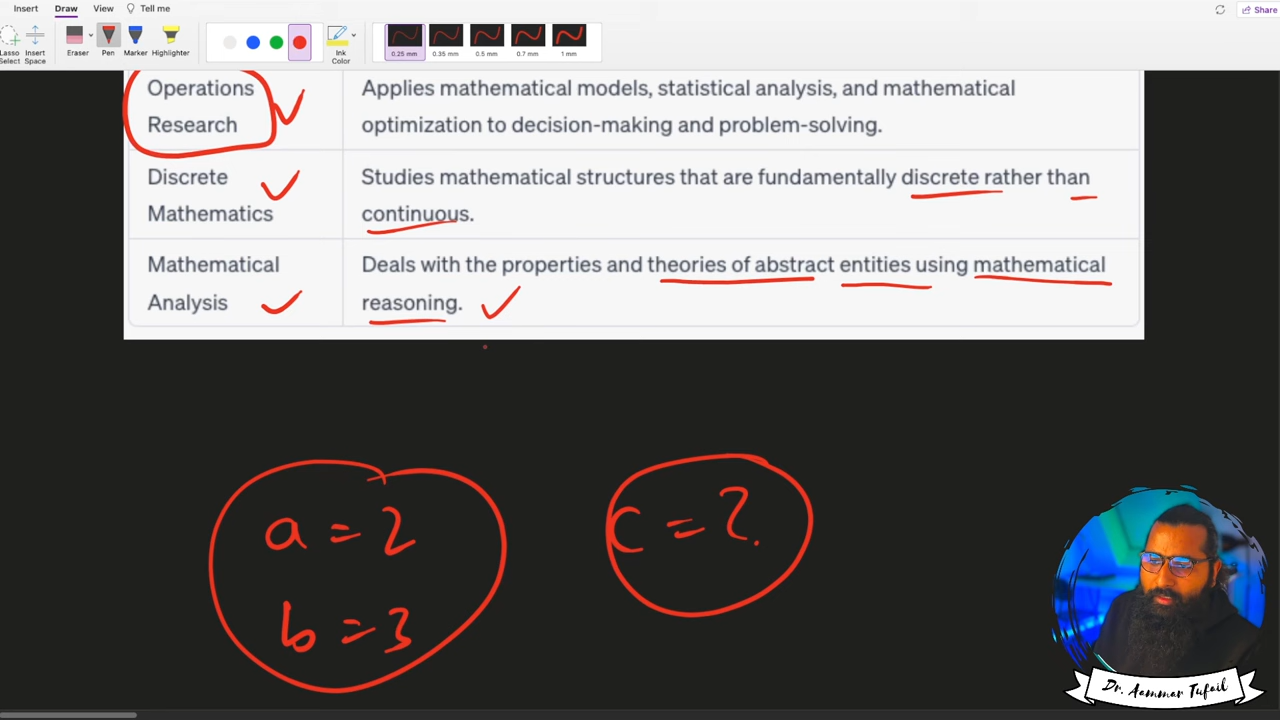 Insert Draw View Tell me
Share
Lasso Select
Insert Space
Eraser
Pen
Marker
Highlighter
Ink Color
0.25 mm
0.35 mm
0.5 mm
0.7 mm
1 mm
Operations Research
Applies mathematical models, statistical analysis, and mathematical
optimization to decision-making and problem-solving.
Discrete Mathematics
Studies mathematical structures that are fundamentally discrete rather than
continuous.
Mathematical Analysis
Deals with the properties and theories of abstract entities using mathematical
reasoning.
a = 2
b = 3
c = ?
Dr. Aammar Tufail